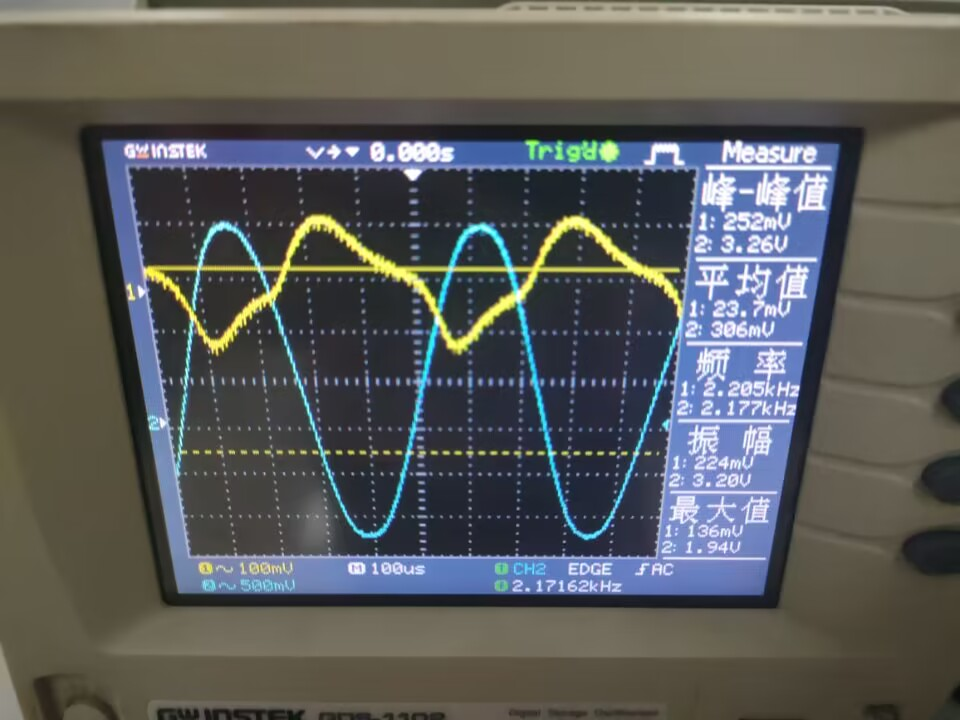 GW INSTEK 0.000s Trig'd Measure
峰-峰值
1: 252mV
2: 3.26V
平均值
1: 23.7mV
2: 306mV
频 率
1: 2.205kHz
2: 2.177kHz
振 幅
1: 224mV
2: 3.20V
最大值
1: 136mV
2: 1.94V
1
2
1 ~ 100mV M 100us T CH2 EDGE AC
2 ~ 500mV 2.17162kHz
GW INSTEK GDS-1102 Digital Storage Oscilloscope